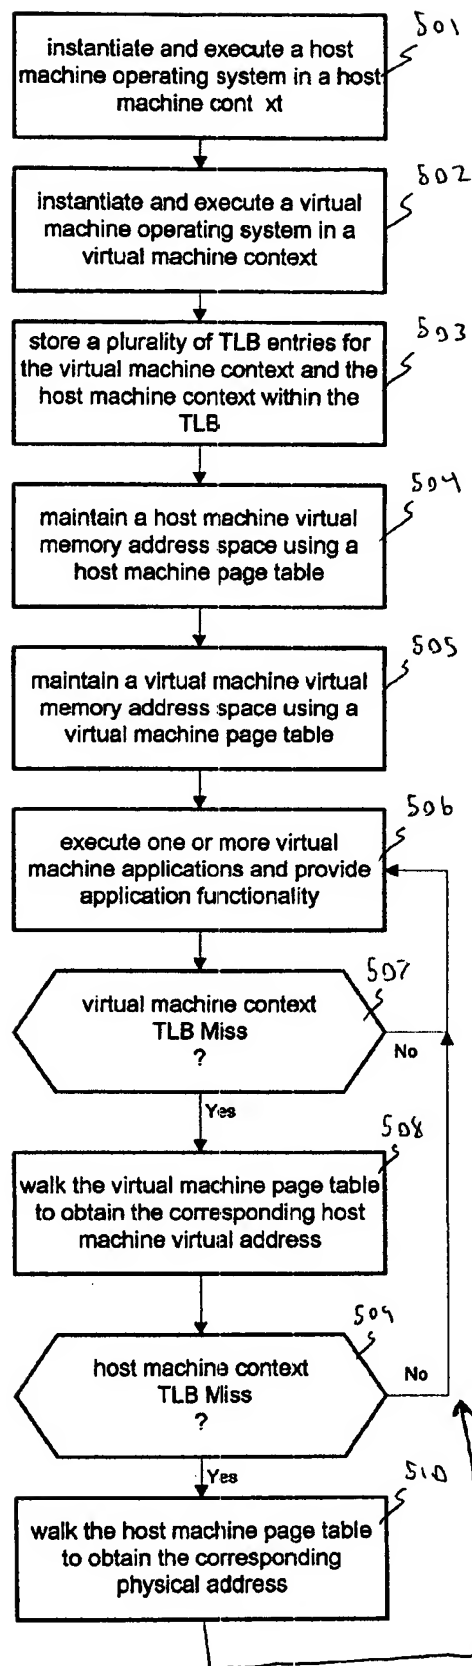 501
instantiate and execute a host
machine operating system in a host
machine cont xt
502
instantiate and execute a virtual
machine operating system in a
virtual machine context
503
store a plurality of TLB entries for
the virtual machine context and the
host machine context within the
TLB
504
maintain a host machine virtual
memory address space using a
host machine page table
505
maintain a virtual machine virtual
memory address space using a
virtual machine page table
506
execute one or more virtual
machine applications and provide
application functionality
507
virtual machine context
TLB Miss
?
No
Yes
508
walk the virtual machine page table
to obtain the corresponding host
machine virtual address
509
host machine context
TLB Miss
?
No
Yes
510
walk the host machine page table
to obtain the corresponding
physical address